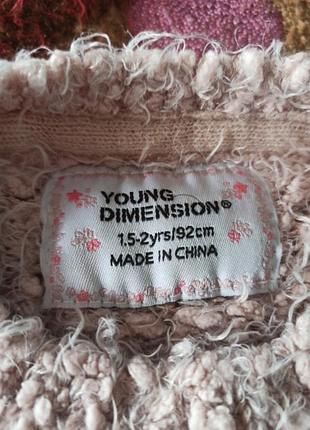 YOUNG
DIMENSION®
1.5-2yrs/92cm
MADE IN CHINA